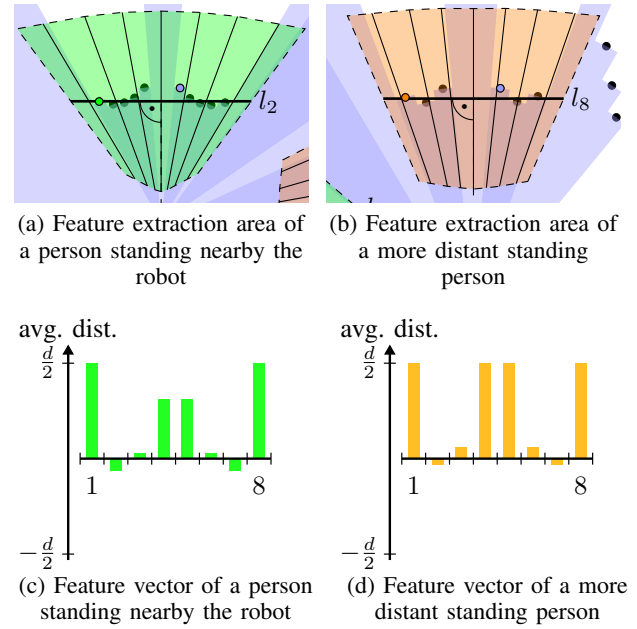 l2
l8
(a) Feature extraction area of
a person standing nearby the
robot
(b) Feature extraction area of
a more distant standing
person
avg. dist.
d/2
1
8
−d/2
(c) Feature vector of a person
standing nearby the robot
avg. dist.
d/2
1
8
−d/2
(d) Feature vector of a more
distant standing person